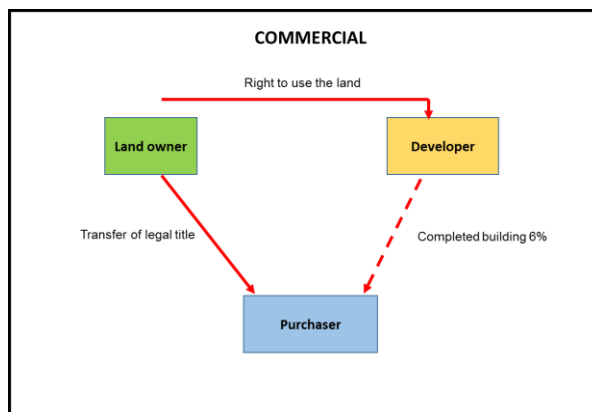 COMMERCIAL
Right to use the land
Land owner
Developer
Transfer of legal title
Completed building 6%
Purchaser